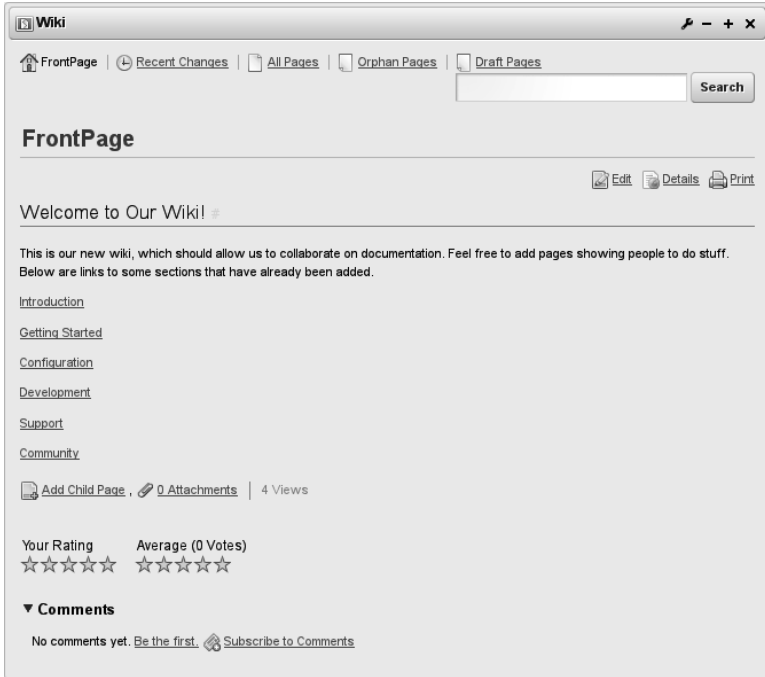 Wiki
FrontPage | Recent Changes | All Pages | Orphan Pages | Draft Pages
Search
FrontPage
Edit Details Print
Welcome to Our Wiki! #
This is our new wiki, which should allow us to collaborate on documentation. Feel free to add pages showing people to do stuff.
Below are links to some sections that have already been added.
Introduction
Getting Started
Configuration
Development
Support
Community
Add Child Page , 0 Attachments | 4 Views
Your Rating Average (0 Votes)
Comments
No comments yet. Be the first. Subscribe to Comments